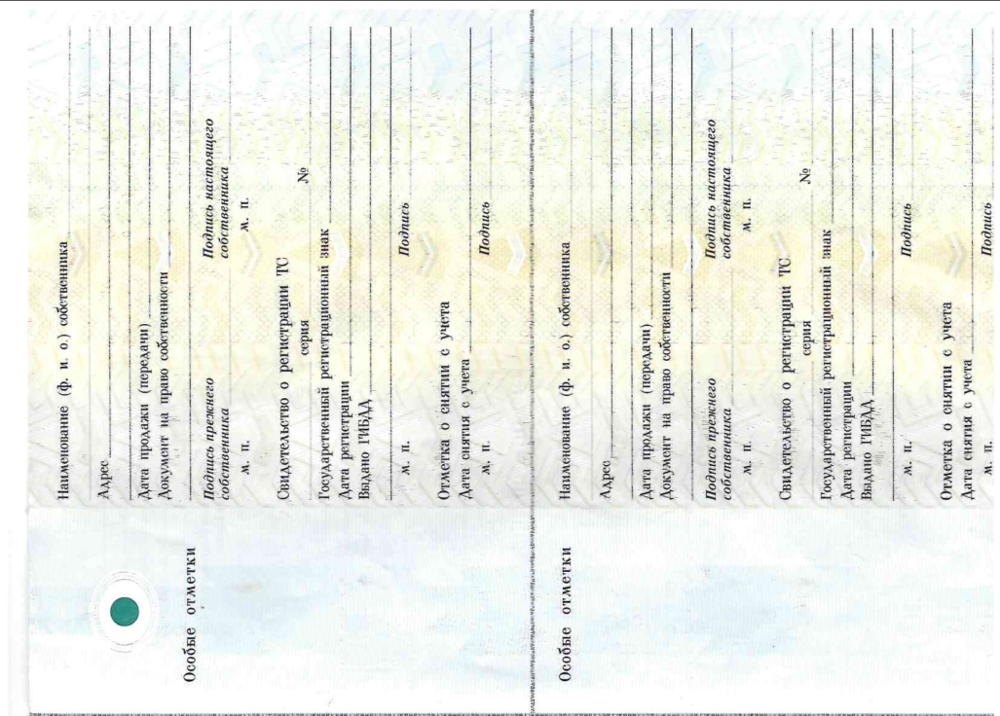 Особые отметки
Наименование (ф. и. о.) собственника
Адрес
Дата продажи (передачи)
Документ на право собственности
Подпись прежнего
собственника
Подпись настоящего
собственника
м. п.
м. п.
Свидетельство о регистрации ТС
серия №
Государственный регистрационный знак
Дата регистрации
Выдано ГИБДД
м. п. Подпись
Отметка о снятии с учета
Дата снятия с учета
м. п. Подпись
Особые отметки
Наименование (ф. и. о.) собственника
Адрес
Дата продажи (передачи)
Документ на право собственности
Подпись прежнего
собственника
Подпись настоящего
собственника
м. п.
м. п.
Свидетельство о регистрации ТС
серия №
Государственный регистрационный знак
Дата регистрации
Выдано ГИБДД
м. п. Подпись
Отметка о снятии с учета
Дата снятия с учета
м. п. Подпись